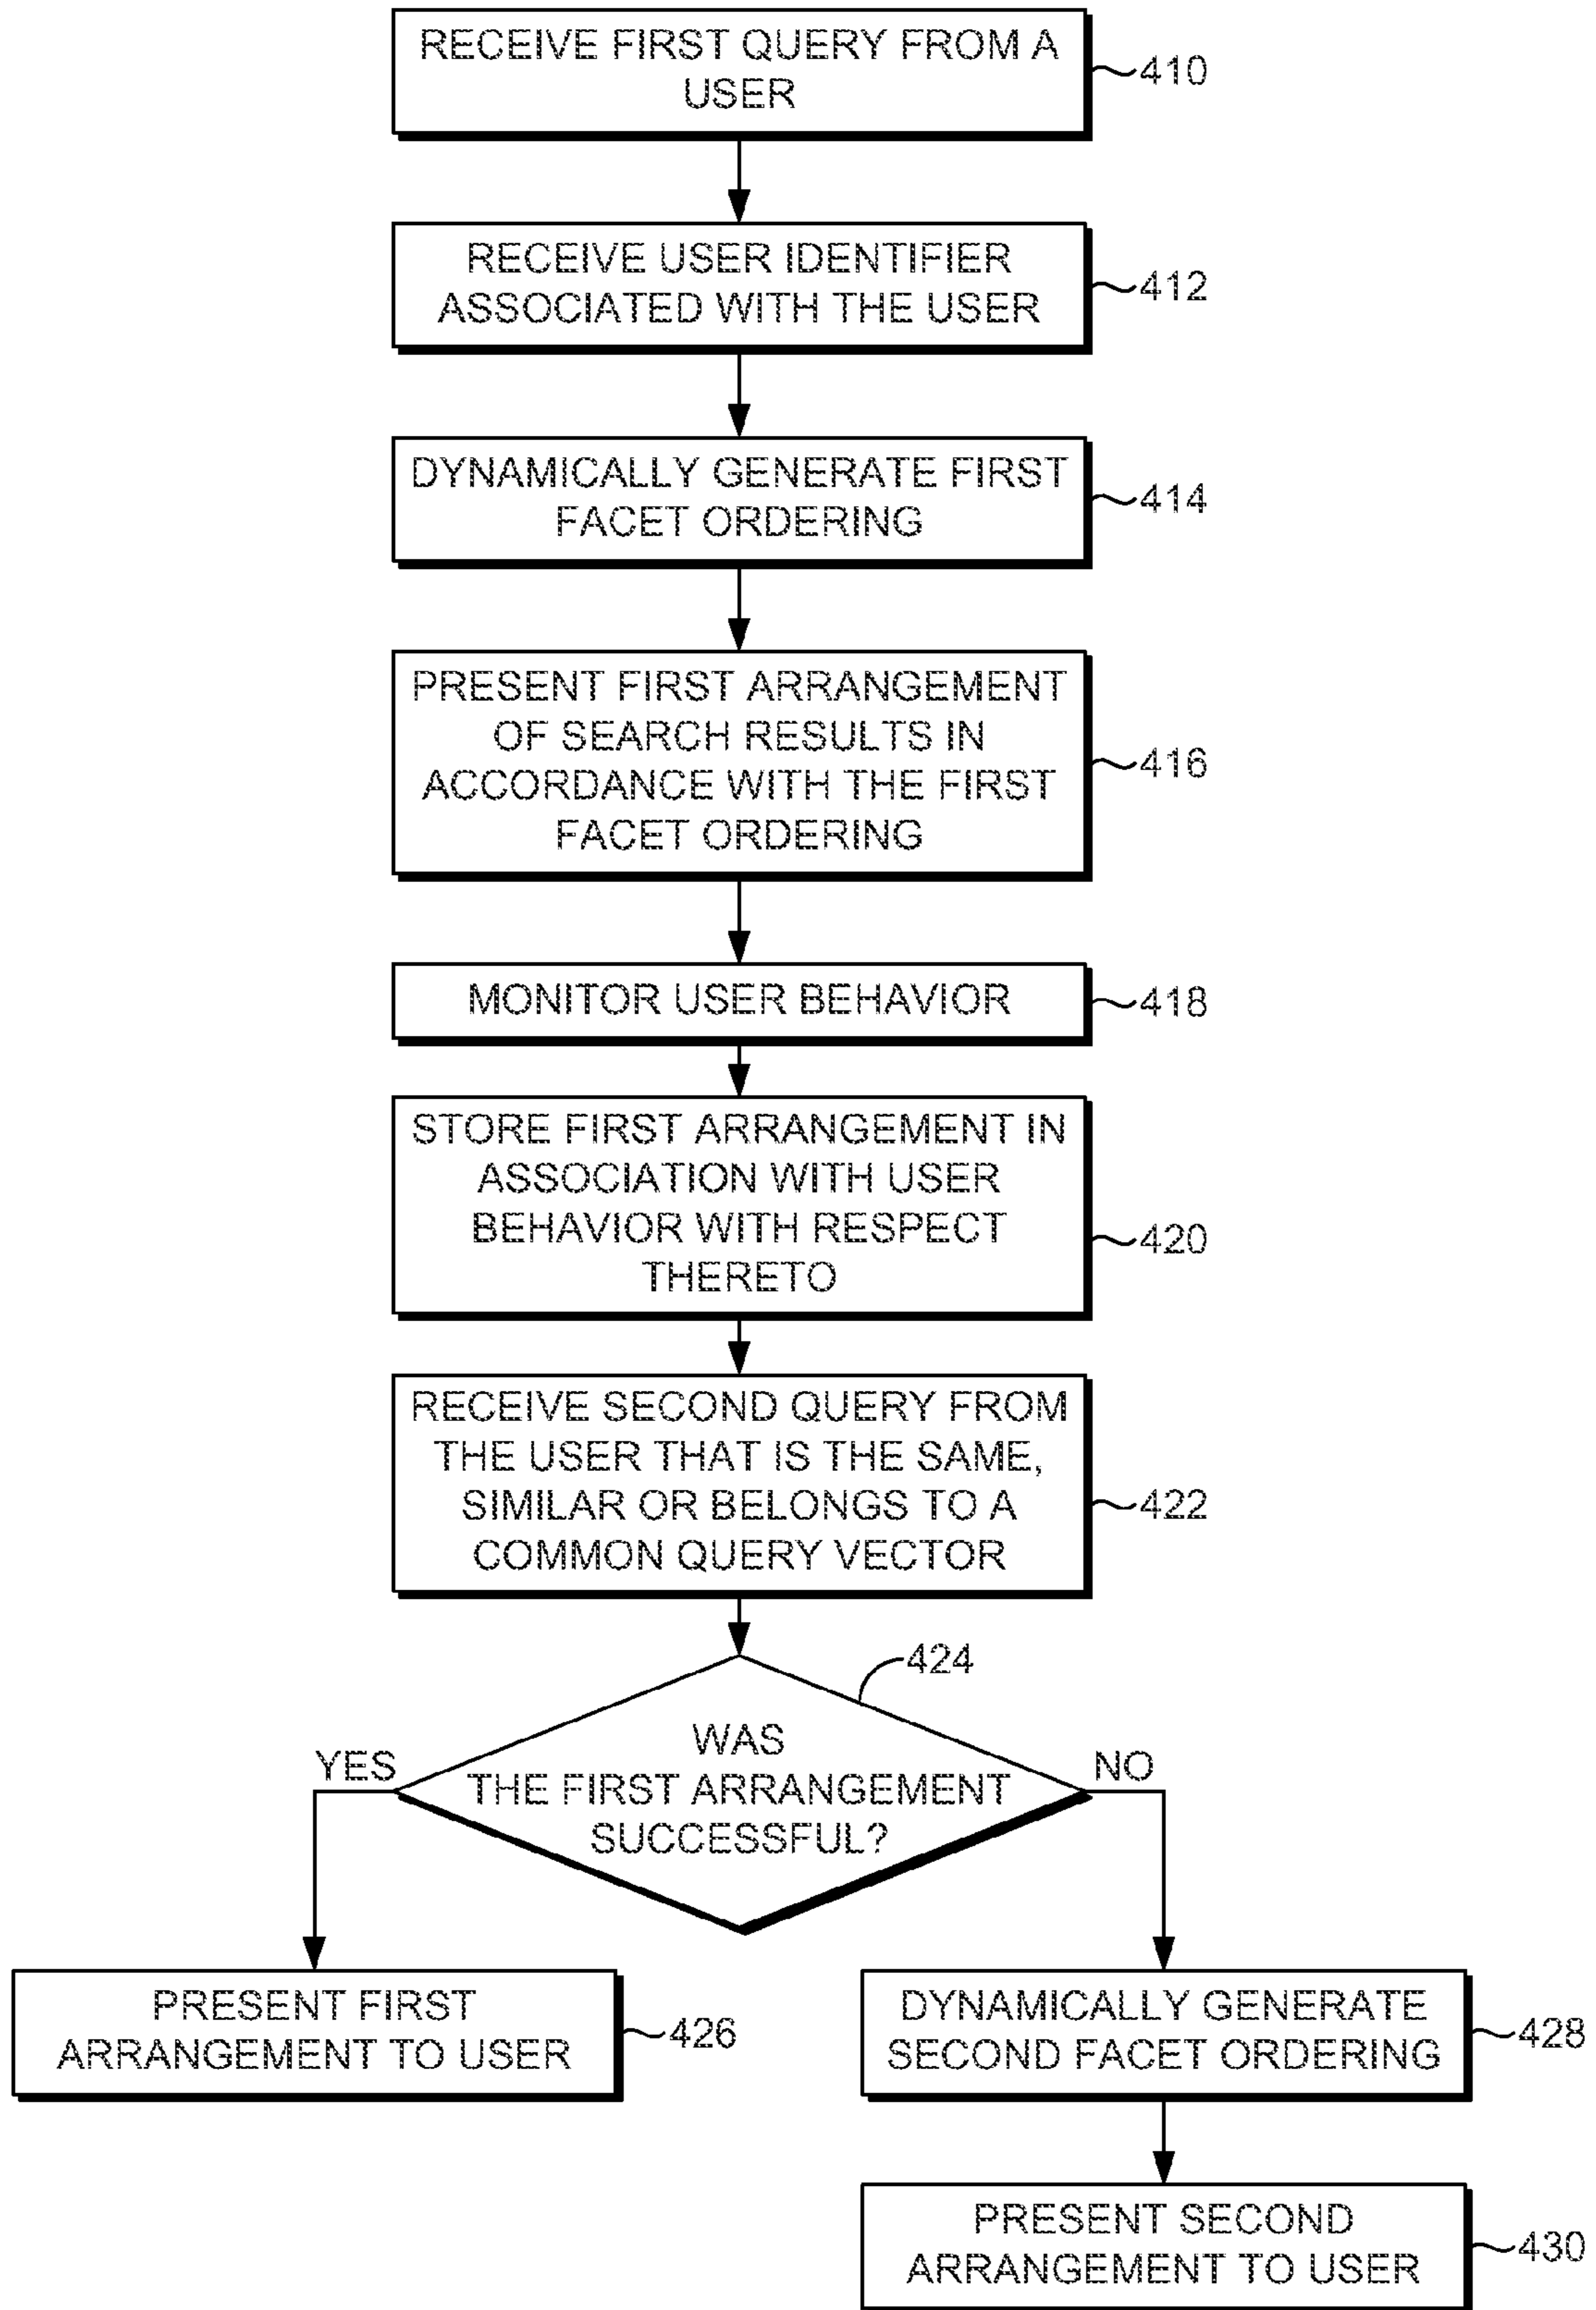 RECEIVE FIRST QUERY FROM A
USER
410
RECEIVE USER IDENTIFIER
ASSOCIATED WITH THE USER
412
DYNAMICALLY GENERATE FIRST
FACET ORDERING
414
PRESENT FIRST ARRANGEMENT
OF SEARCH RESULTS IN
ACCORDANCE WITH THE FIRST
FACET ORDERING
416
MONITOR USER BEHAVIOR
418
STORE FIRST ARRANGEMENT IN
ASSOCIATION WITH USER
BEHAVIOR WITH RESPECT
THERETO
420
RECEIVE SECOND QUERY FROM
THE USER THAT IS THE SAME,
SIMILAR OR BELONGS TO A
COMMON QUERY VECTOR
422
424
WAS
THE FIRST ARRANGEMENT
SUCCESSFUL?
YES
NO
PRESENT FIRST
ARRANGEMENT TO USER
426
DYNAMICALLY GENERATE
SECOND FACET ORDERING
428
PRESENT SECOND
ARRANGEMENT TO USER
430